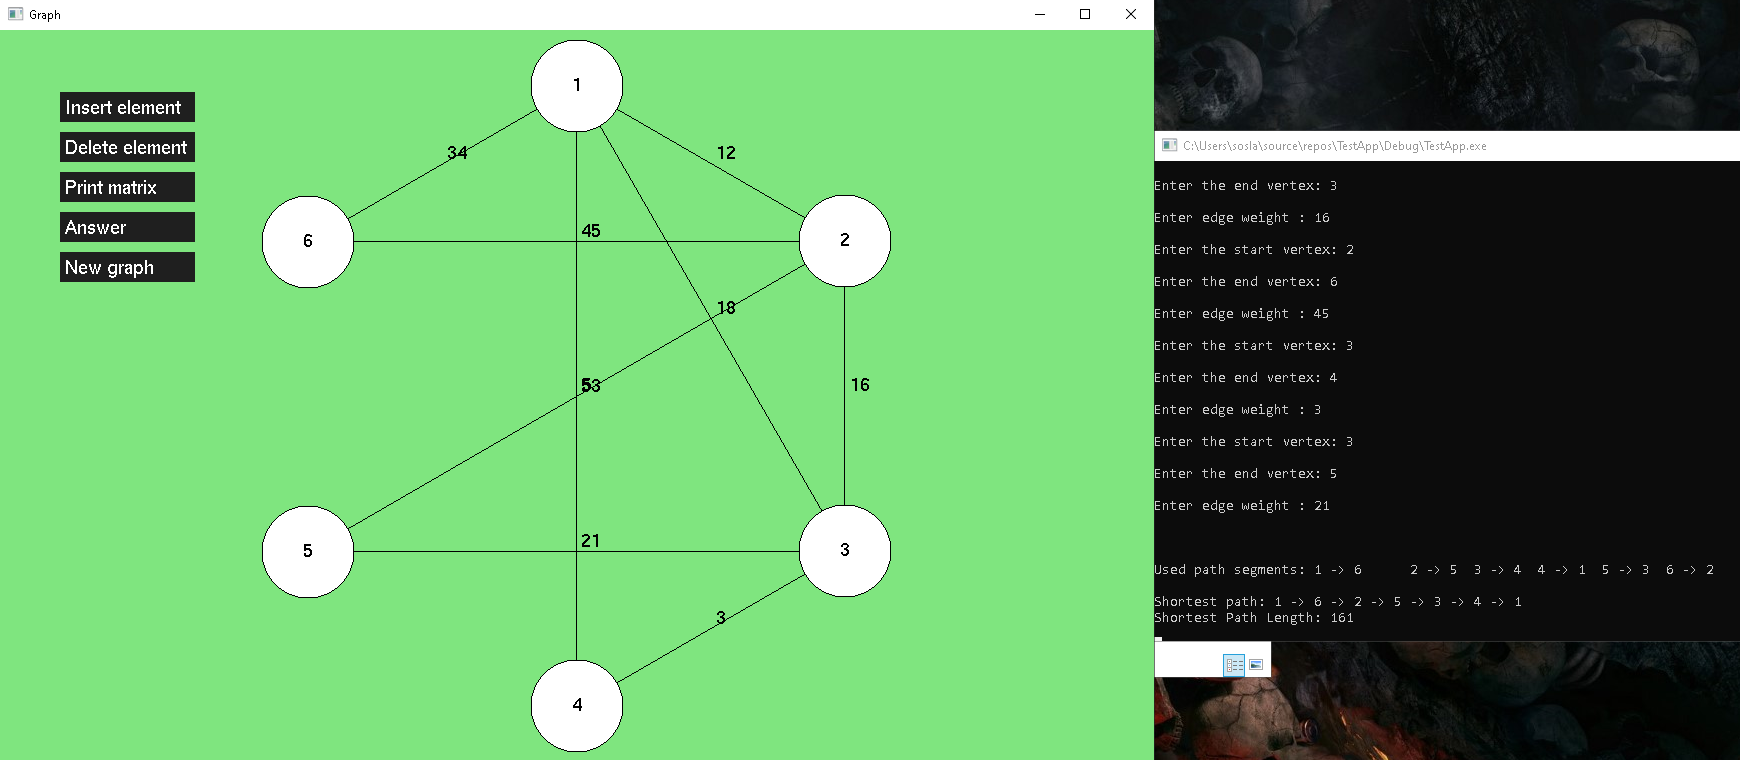 Graph
Insert element
Delete element
Print matrix
Answer
New graph
1
34
12
6
45
2
18
53
16
5
21
3
3
4
C:\Users\sosla\source\repos\TestApp\Debug\TestApp.exe
Enter the end vertex: 3
Enter edge weight : 16
Enter the start vertex: 2
Enter the end vertex: 6
Enter edge weight : 45
Enter the start vertex: 3
Enter the end vertex: 4
Enter edge weight : 3
Enter the start vertex: 3
Enter the end vertex: 5
Enter edge weight : 21
Used path segments: 1 -> 6      2 -> 5  3 -> 4  4 -> 1  5 -> 3  6 -> 2
Shortest path: 1 -> 6 -> 2 -> 5 -> 3 -> 4 -> 1
Shortest Path Length: 161